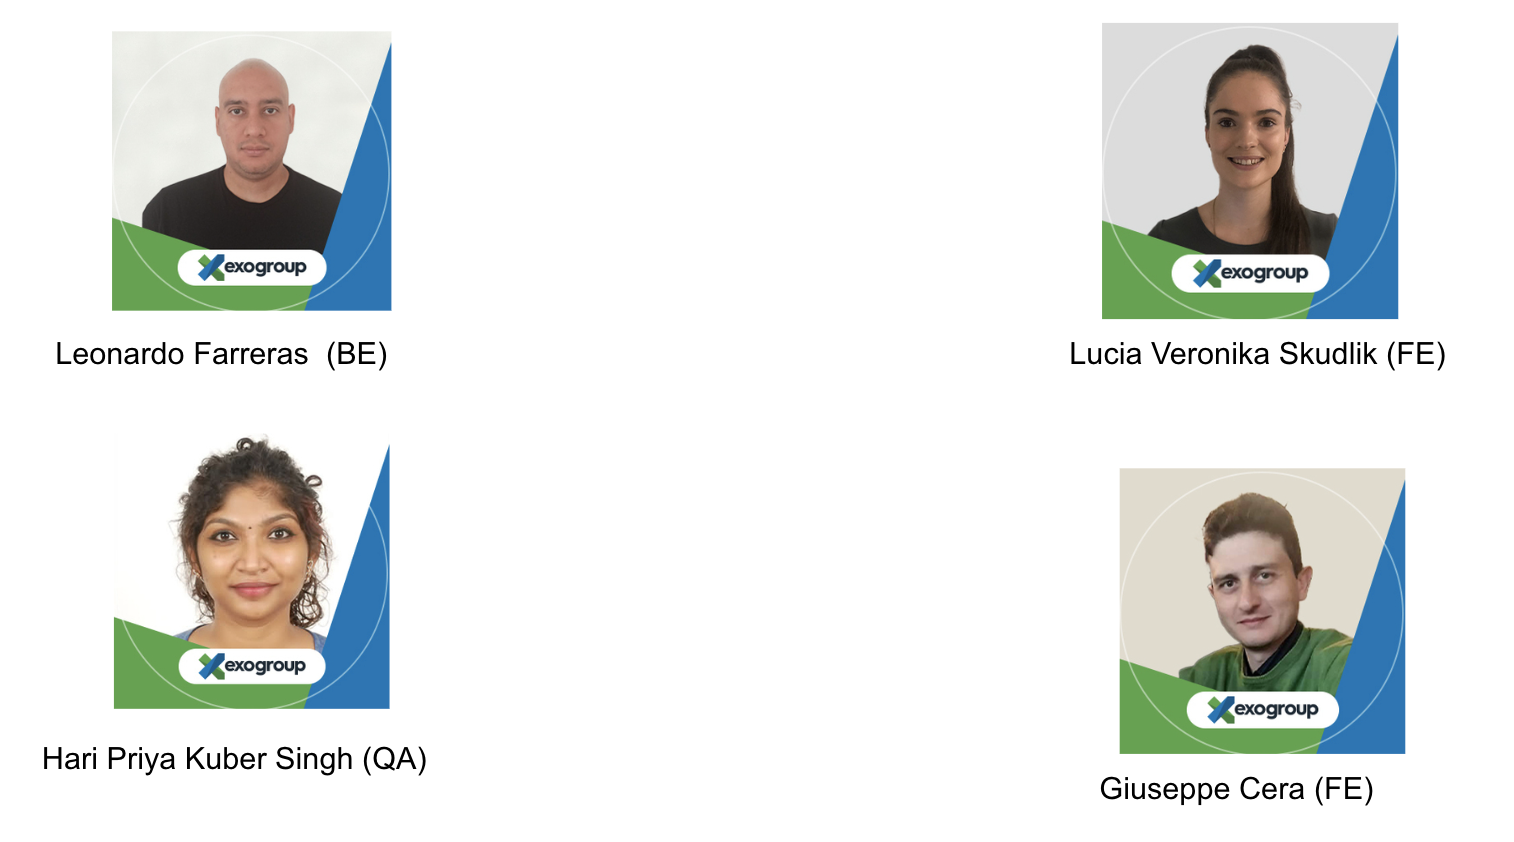 exogroup
exogroup
Leonardo Farreras (BE)
Lucia Veronika Skudlik (FE)
exogroup
exogroup
Hari Priya Kuber Singh (QA)
Giuseppe Cera (FE)